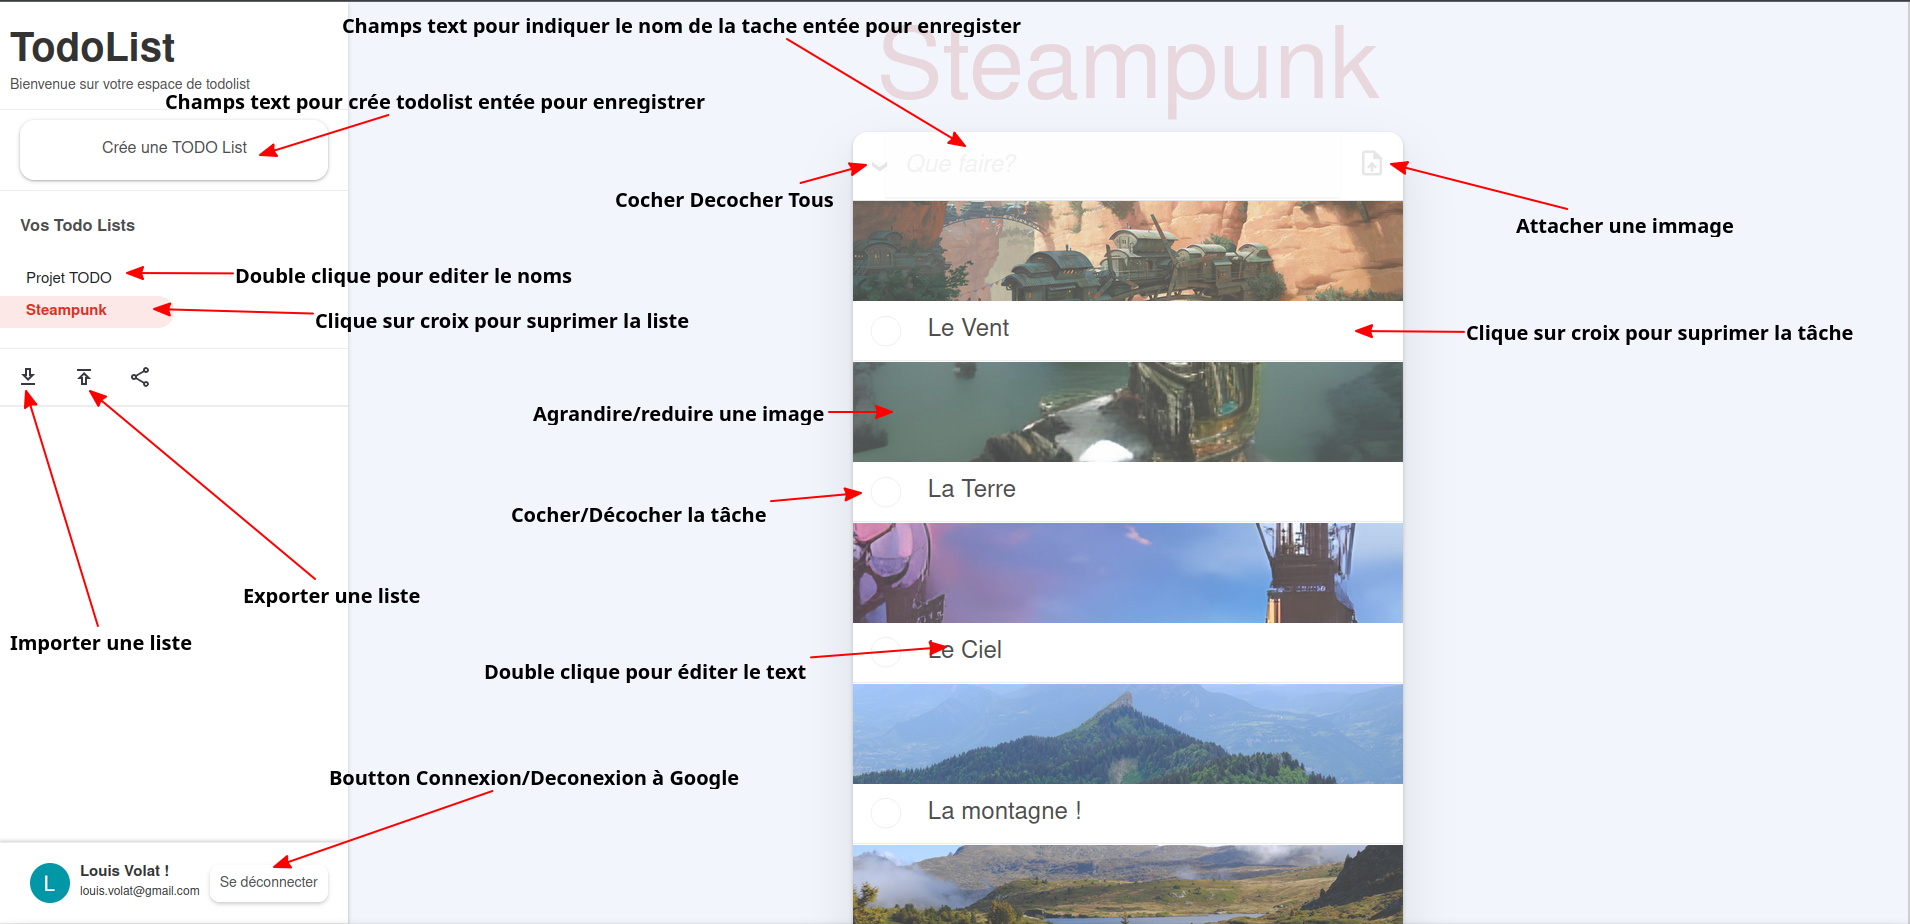 Champs text pour indiquer le nom de la tache entée pour enregister
Steampunk
TodoList
Bienvenue sur votre espace de todolist
Champs text pour crée todolist entée pour enregistrer
Crée une TODO List
Que faire?
Cocher Decocher Tous
Attacher une immage
Vos Todo Lists
Projet TODO
Double clique pour editer le noms
Steampunk
Clique sur croix pour suprimer la liste
Le Vent
Clique sur croix pour suprimer la tâche
Agrandire/reduire une image
La Terre
Cocher/Décocher la tâche
Exporter une liste
Importer une liste
Le Ciel
Double clique pour éditer le text
Boutton Connexion/Deconexion à Google
La montagne !
L
Louis Volat !
louis.volat@gmail.com
Se déconnecter